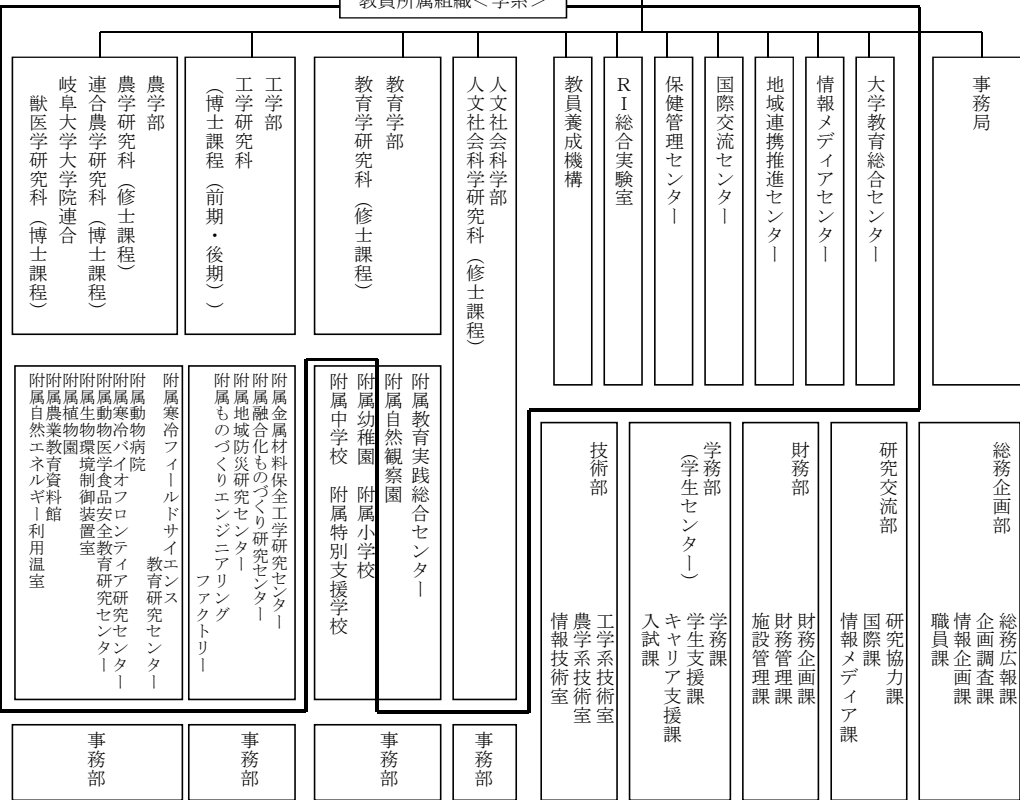 教員所属組織<学系>
事務局
大学教育総合センター
情報メディアセンター
地域連携推進センター
国際交流センター
保健管理センター
RI総合実験室
教員養成機構
人文社会科学部
人文社会科学研究科（修士課程）
教育学部
教育学研究科（修士課程）
工学部
工学研究科
（博士課程（前期・後期））
農学部
農学研究科（修士課程）
連合農学研究科（博士課程）
岐阜大学大学院連合
獣医学研究科（博士課程）
総務企画部
総務広報課
企画調査課
情報企画課
職員課
研究交流部
研究協力課
国際課
情報メディア課
財務部
財務企画課
財務管理課
施設管理課
学務部
（学生センター）
学務課
学生支援課
キャリア支援課
入試課
技術部
工学系技術室
農学系技術室
情報技術室
附属教育実践総合センター
附属自然観察園
附属幼稚園　附属小学校
附属中学校　附属特別支援学校
附属金属材料保全工学研究センター
附属融合化ものづくり研究センター
附属地域防災研究センター
附属ものづくりエンジニアリング
ファクトリー
附属寒冷フィールドサイエンス
教育研究センター
附属動物病院
附属寒冷バイオフロンティア研究センター
附属動物医学食品安全教育研究センター
附属生物環境制御装置室
附属植物園
附属農業教育資料館
附属自然エネルギー利用温室
事務部
事務部
事務部
事務部